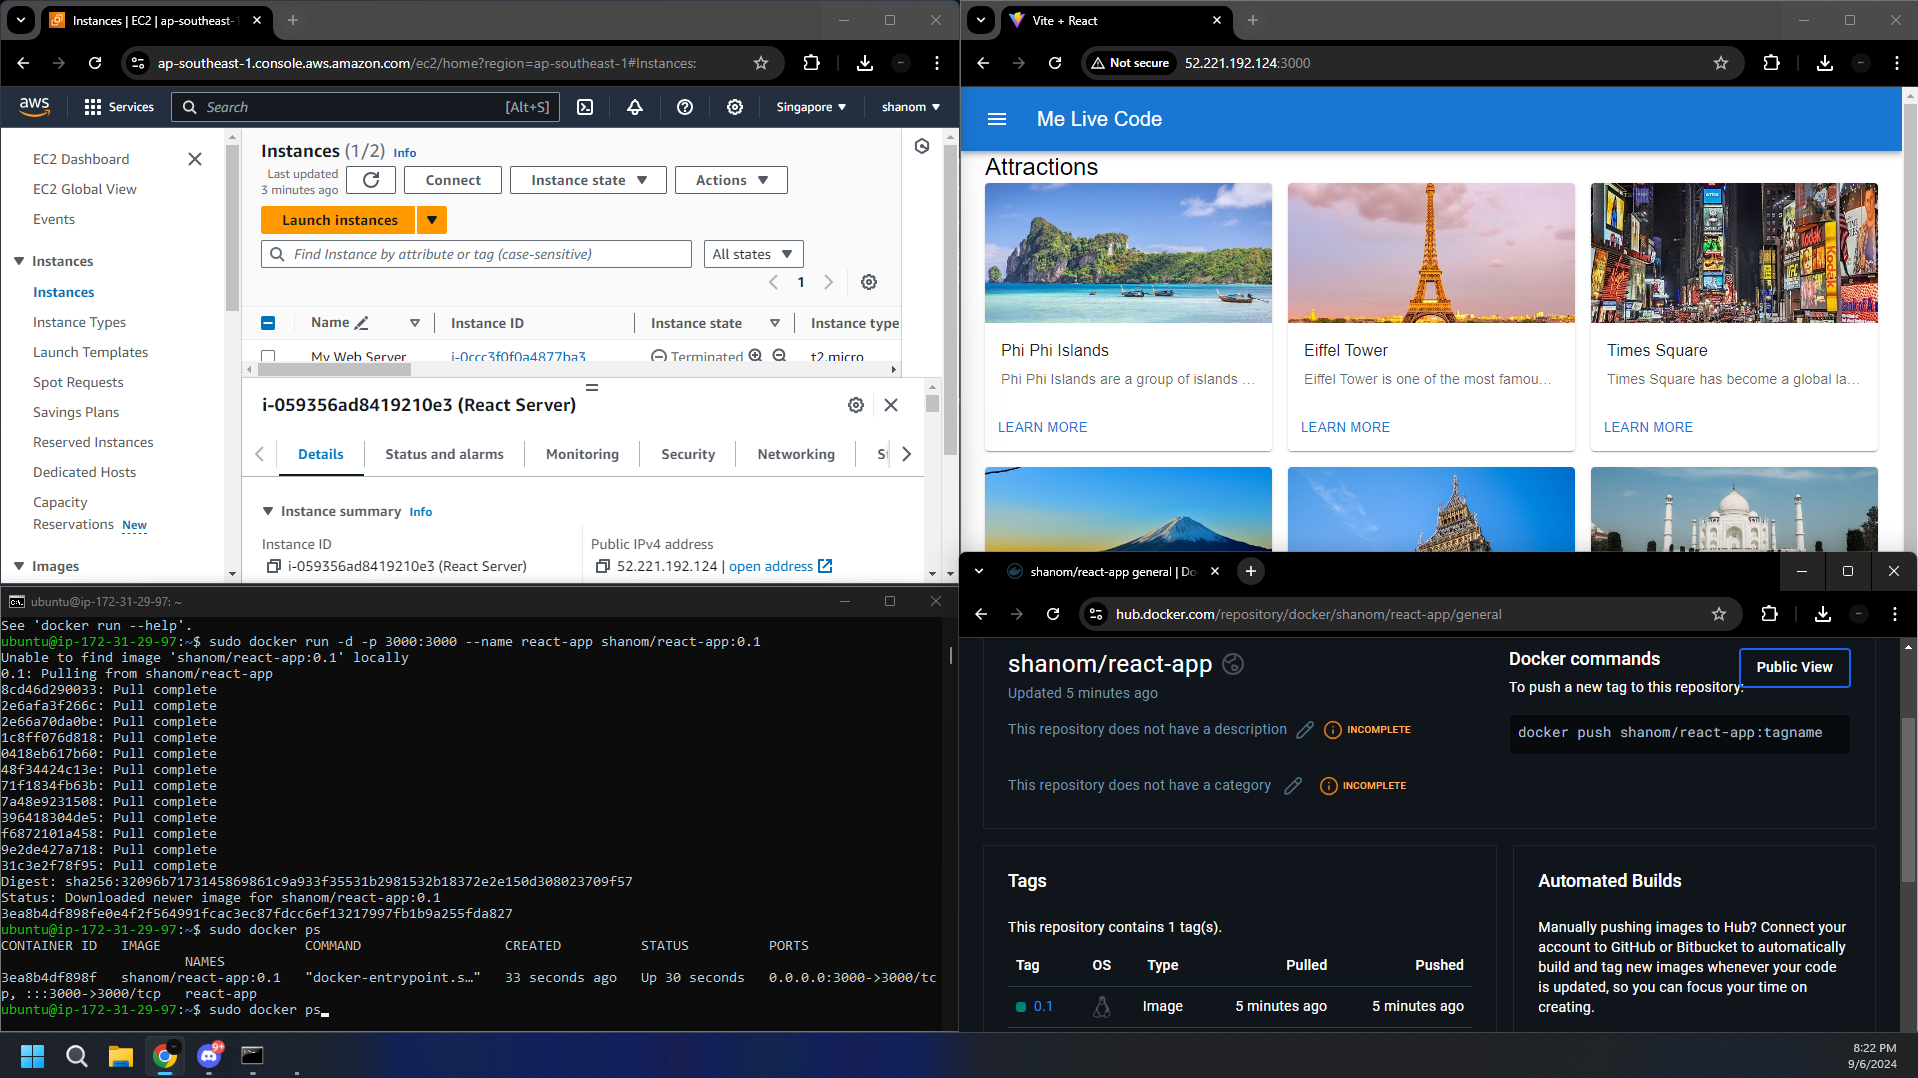 Instances | EC2 | ap-southeast-1
ap-southeast-1.console.aws.amazon.com/ec2/home?region=ap-southeast-1#Instances:
aws
Services
Search
[Alt+S]
Singapore
shanom
EC2 Dashboard
EC2 Global View
Events
Instances
Instances
Instance Types
Launch Templates
Spot Requests
Savings Plans
Reserved Instances
Dedicated Hosts
Capacity
Reservations New
Images
Instances (1/2) Info
Last updated
3 minutes ago
Connect
Instance state
Actions
Launch instances
Find Instance by attribute or tag (case-sensitive)
All states
1
Name
Instance ID
Instance state
Instance type
My Web Server
i-0ccc3f0f0a4877ba3
Terminated
t2.micro
i-059356ad8419210e3 (React Server)
Details
Status and alarms
Monitoring
Security
Networking
Instance summary Info
Instance ID
i-059356ad8419210e3 (React Server)
Public IPv4 address
52.221.192.124 | open address
Vite + React
Not secure
52.221.192.124:3000
Me Live Code
Attractions
Phi Phi Islands
Phi Phi Islands are a group of islands ...
LEARN MORE
Eiffel Tower
Eiffel Tower is one of the most famou...
LEARN MORE
Times Square
Times Square has become a global la...
LEARN MORE
ubuntu@ip-172-31-29-97: ~
See 'docker run --help'.
ubuntu@ip-172-31-29-97:~$ sudo docker run -d -p 3000:3000 --name react-app shanom/react-app:0.1
Unable to find image 'shanom/react-app:0.1' locally
0.1: Pulling from shanom/react-app
8cd46d290033: Pull complete
2e6afa3f266c: Pull complete
2e66a70da0be: Pull complete
1c8ff076d818: Pull complete
0418eb617b60: Pull complete
48f34424c13e: Pull complete
71f1834fb63b: Pull complete
7a48e9231508: Pull complete
396418304de5: Pull complete
f6872101a458: Pull complete
9e2de427a718: Pull complete
31c3e2f78f95: Pull complete
Digest: sha256:32096b7173145869861c9a933f35531b2981532b18372e2e150d308023709f57
Status: Downloaded newer image for shanom/react-app:0.1
3ea8b4df898fe0e4f2f564991fcac3ec87fdcc6ef13217997fb1b9a255fda827
ubuntu@ip-172-31-29-97:~$ sudo docker ps
CONTAINER ID   IMAGE                  COMMAND                  CREATED          STATUS          PORTS
NAMES
3ea8b4df898f   shanom/react-app:0.1   "docker-entrypoint.s…"   33 seconds ago   Up 30 seconds   0.0.0.0:3000->3000/tc
p, :::3000->3000/tcp   react-app
ubuntu@ip-172-31-29-97:~$ sudo docker ps
shanom/react-app general | Do
hub.docker.com/repository/docker/shanom/react-app/general
shanom/react-app
Updated 5 minutes ago
This repository does not have a description
INCOMPLETE
This repository does not have a category
INCOMPLETE
Docker commands
Public View
To push a new tag to this repository:
docker push shanom/react-app:tagname
Tags
This repository contains 1 tag(s).
Tag
OS
Type
Pulled
Pushed
0.1
Image
5 minutes ago
5 minutes ago
Automated Builds
Manually pushing images to Hub? Connect your
account to GitHub or Bitbucket to automatically
build and tag new images whenever your code
is updated, so you can focus your time on
creating.
9+
8:22 PM
9/6/2024